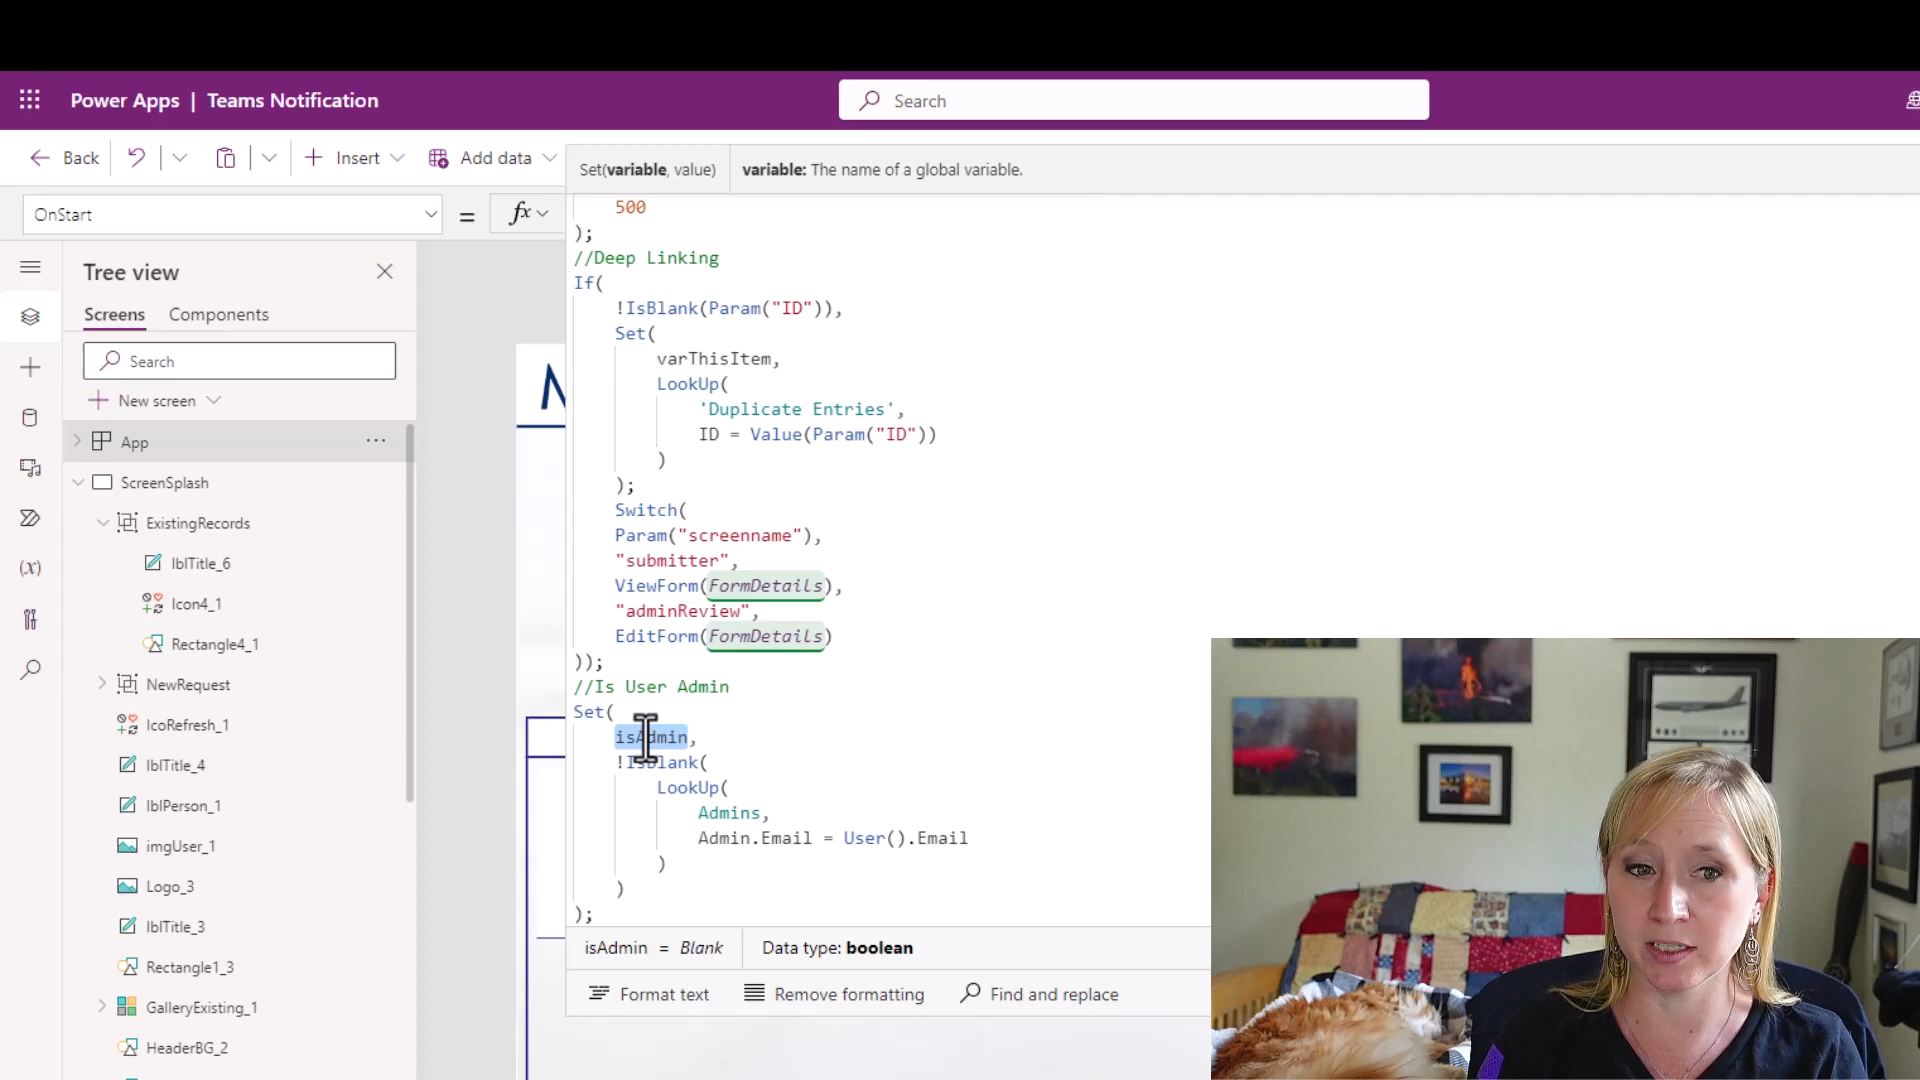 Power Apps | Teams Notification
Search
Back
Insert
Add data
Set(variable, value)
variable: The name of a global variable.
OnStart
=
fx
500
);
//Deep Linking
If(
!IsBlank(Param("ID")),
Set(
varThisItem,
LookUp(
'Duplicate Entries',
ID = Value(Param("ID"))
)
);
Switch(
Param("screenname"),
"submitter",
ViewForm(FormDetails),
"adminReview",
EditForm(FormDetails)
));
//Is User Admin
Set(
isAdmin,
!IsBlank(
LookUp(
Admins,
Admin.Email = User().Email
)
)
);
isAdmin = Blank
Data type: boolean
Format text
Remove formatting
Find and replace
Tree view
Screens
Components
Search
New screen
App
ScreenSplash
ExistingRecords
lblTitle_6
Icon4_1
Rectangle4_1
NewRequest
IcoRefresh_1
lblTitle_4
lblPerson_1
imgUser_1
Logo_3
lblTitle_3
Rectangle1_3
GalleryExisting_1
HeaderBG_2
(x)